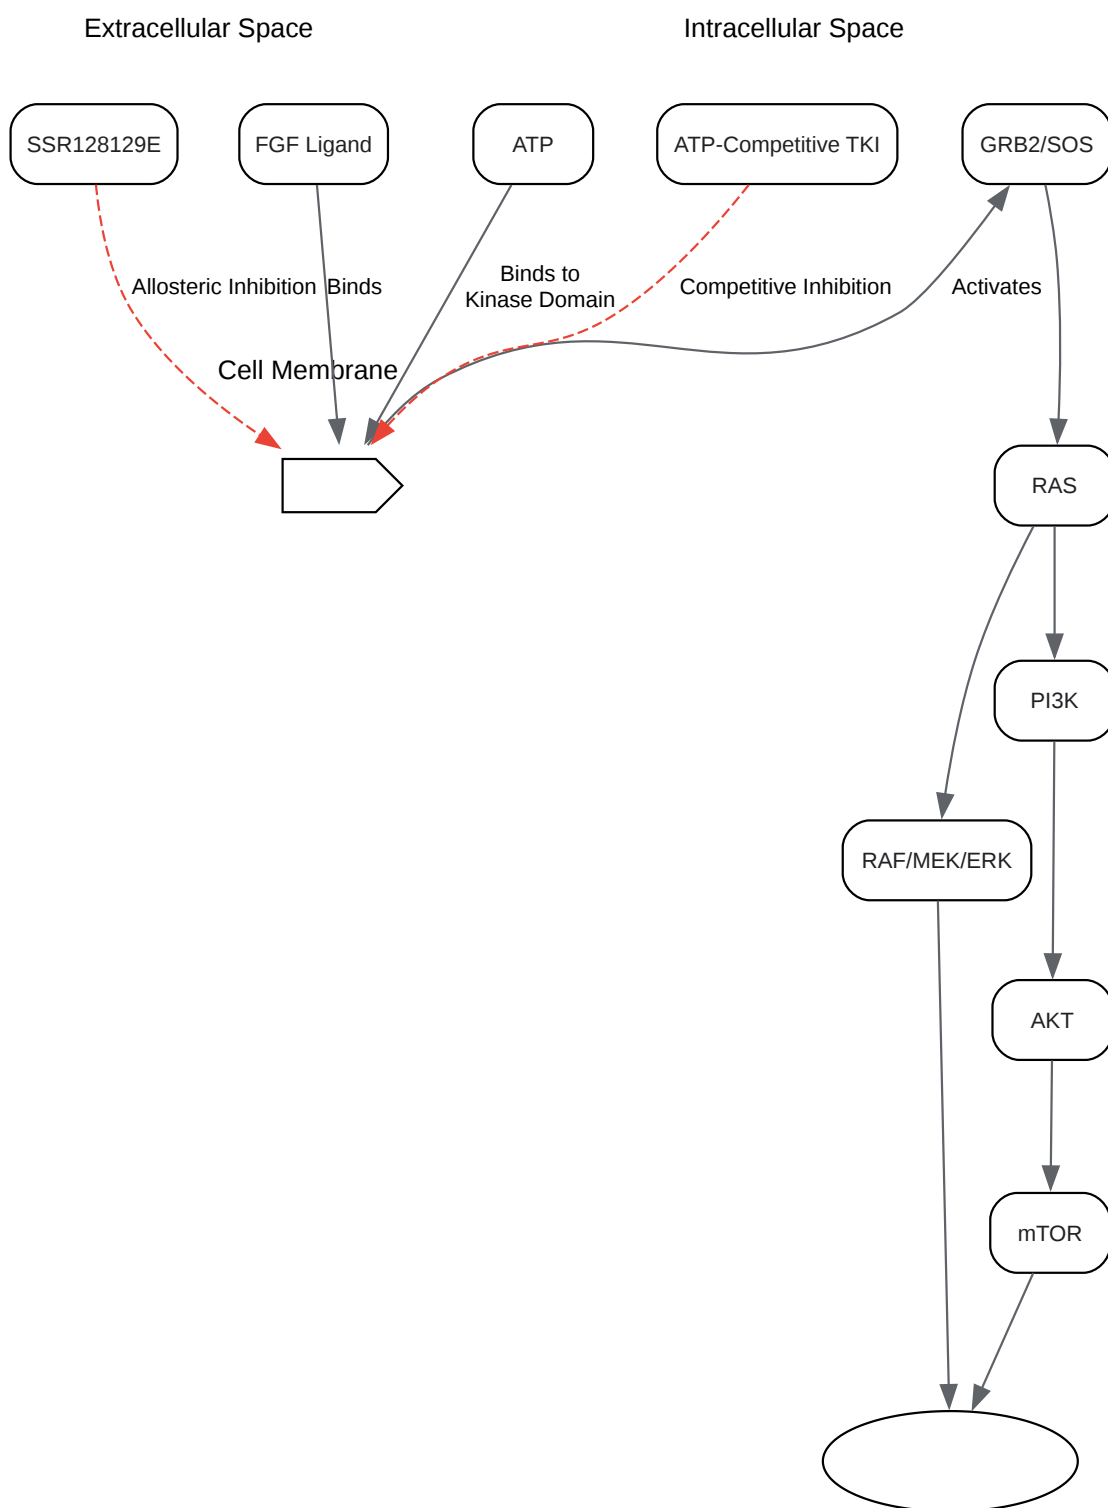 Extracellular Space
Intracellular Space
SSR128129E
FGF Ligand
ATP
ATP-Competitive TKI
GRB2/SOS
Allosteric Inhibition
Binds
Binds to
Kinase Domain
Competitive Inhibition
Activates
Cell Membrane
RAS
PI3K
RAF/MEK/ERK
AKT
mTOR